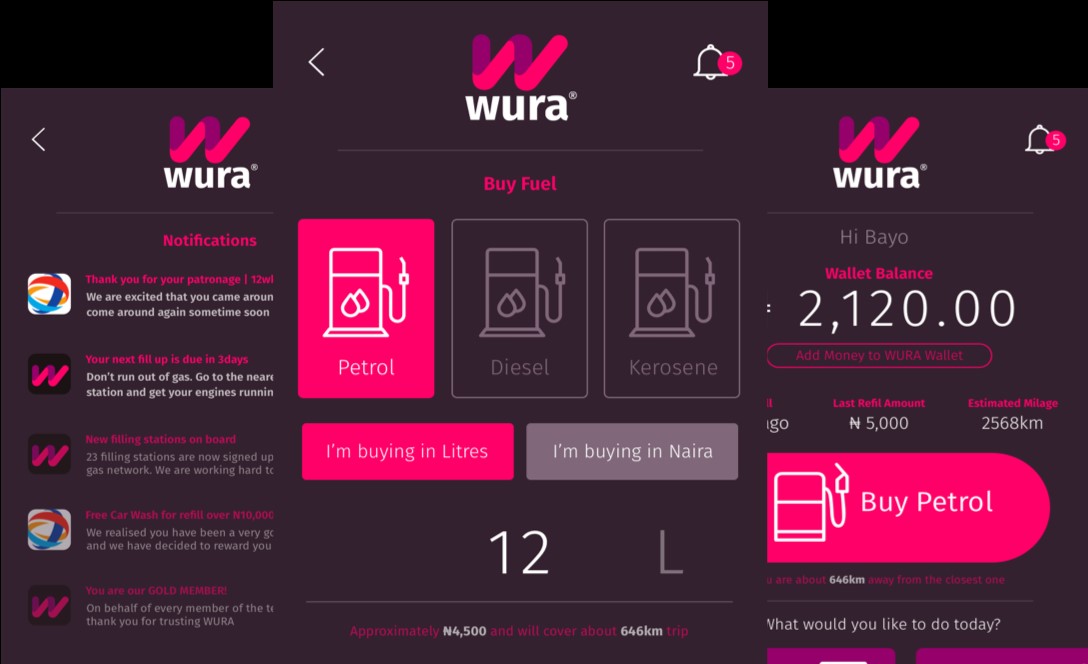 wura®
Notifications
Thank you for your patronage | 12
We are excited that you came
come around again sometime soon
Your next fill up is due in 3days
Don't run out of gas. Go to the
station and get your engines
New filling stations on board
23 filling stations are now signed up
gas network. We are working hard
Free Car Wash for refill over N10,000
We realised you have been a very
and we have decided to reward you
You are our GOLD MEMBER!
On behalf of every member of the
thank you for trusting WURA
5
wura®
Buy Fuel
Petrol
Diesel
Kerosene
I'm buying in Litres
I'm buying in Naira
12 L
Approximately ₦4,500 and will cover about 646km trip
5
wura®
Hi Bayo
Wallet Balance
2,120.00
Add Money to WURA Wallet
Last Refil Amount
₦ 5,000
Estimated Milage
2568km
Buy Petrol
are about 646km away from the closest one
What would you like to do today?